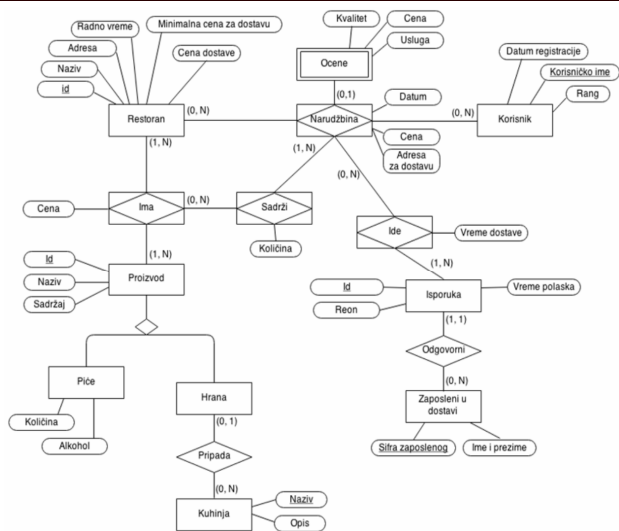 Kvalitet
Cena
Usluga
Ocene
(0,1)
Radno vreme
Minimalna cena za dostavu
Adresa
Cena dostave
Naziv
id
Restoran
(0, N)
Narudžbina
Datum
Cena
Adresa
za dostavu
(0, N)
Korisnik
Datum registracije
Korisničko ime
Rang
(1, N)
(1, N)
(0, N)
Cena
Ima
(0, N)
Sadrži
Količina
Ide
Vreme dostave
(1, N)
(1, N)
Id
Naziv
Sadržaj
Proizvod
Id
Reon
Isporuka
Vreme polaska
(1, 1)
Odgovorni
(0, N)
Zaposleni u
dostavi
Sifra zaposlenog
Ime i prezime
Piće
Količina
Alkohol
Hrana
(0, 1)
Pripada
(0, N)
Kuhinja
Naziv
Opis